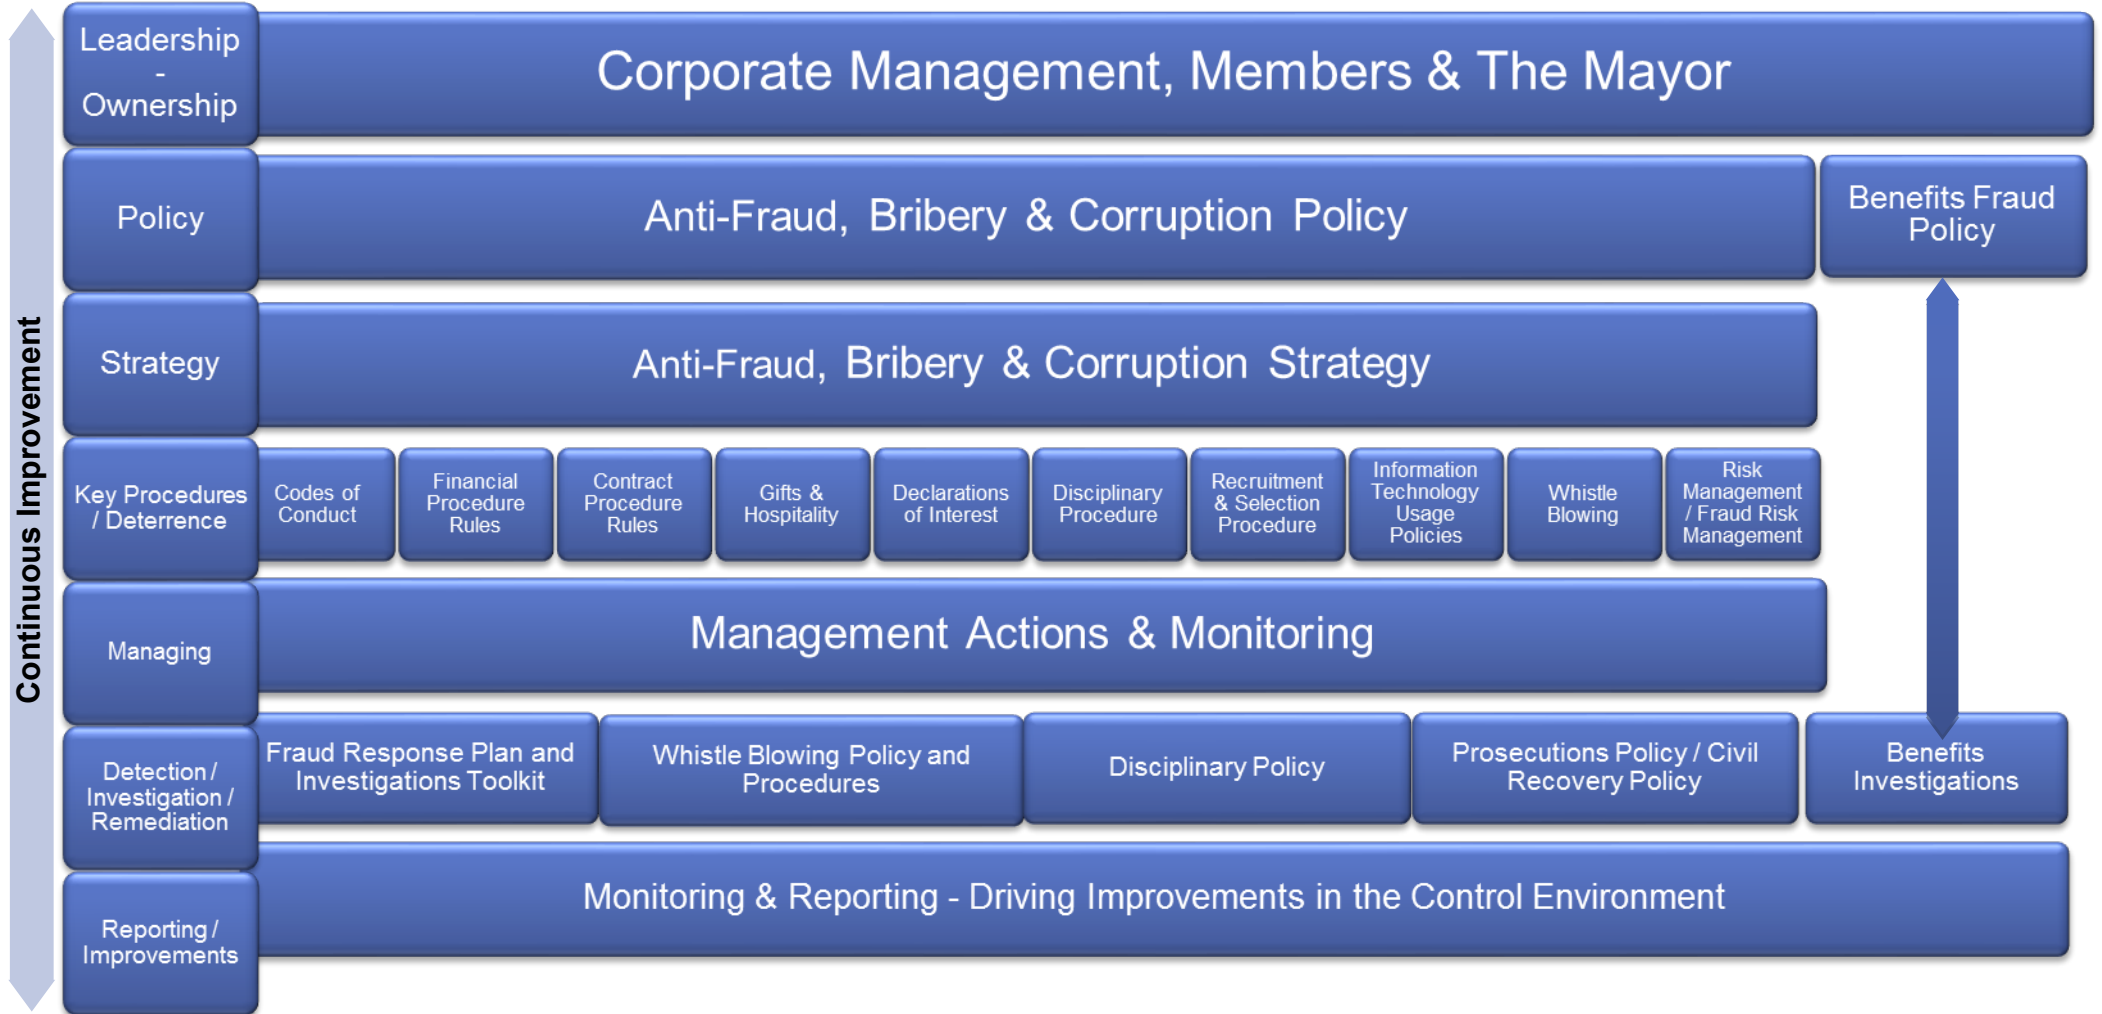 Continuous Improvement
Leadership
-
Ownership
Corporate Management, Members & The Mayor
Policy
Anti-Fraud, Bribery & Corruption Policy
Benefits Fraud
Policy
Strategy
Anti-Fraud, Bribery & Corruption Strategy
Key Procedures
/ Deterrence
Codes of
Conduct
Financial
Procedure
Rules
Contract
Procedure
Rules
Gifts &
Hospitality
Declarations
of Interest
Disciplinary
Procedure
Recruitment
& Selection
Procedure
Information
Technology
Usage
Policies
Whistle
Blowing
Risk
Management
/ Fraud Risk
Management
Managing
Management Actions & Monitoring
Detection /
Investigation /
Remediation
Fraud Response Plan and
Investigations Toolkit
Whistle Blowing Policy and
Procedures
Disciplinary Policy
Prosecutions Policy / Civil
Recovery Policy
Benefits
Investigations
Reporting /
Improvements
Monitoring & Reporting - Driving Improvements in the Control Environment